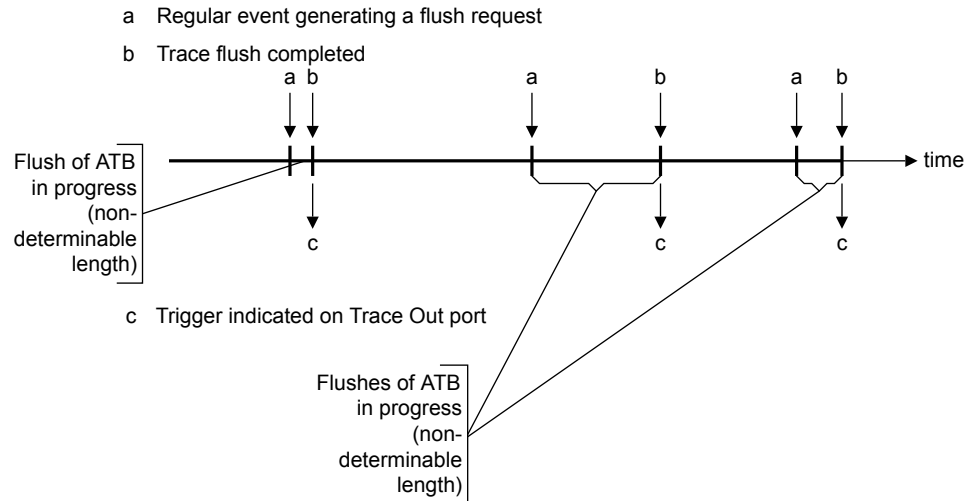 a Regular event generating a flush request
b Trace flush completed
a b a b a b
time
Flush of ATB
in progress
(non-
determinable
length)
c c c
c Trigger indicated on Trace Out port
Flushes of ATB
in progress
(non-
determinable
length)